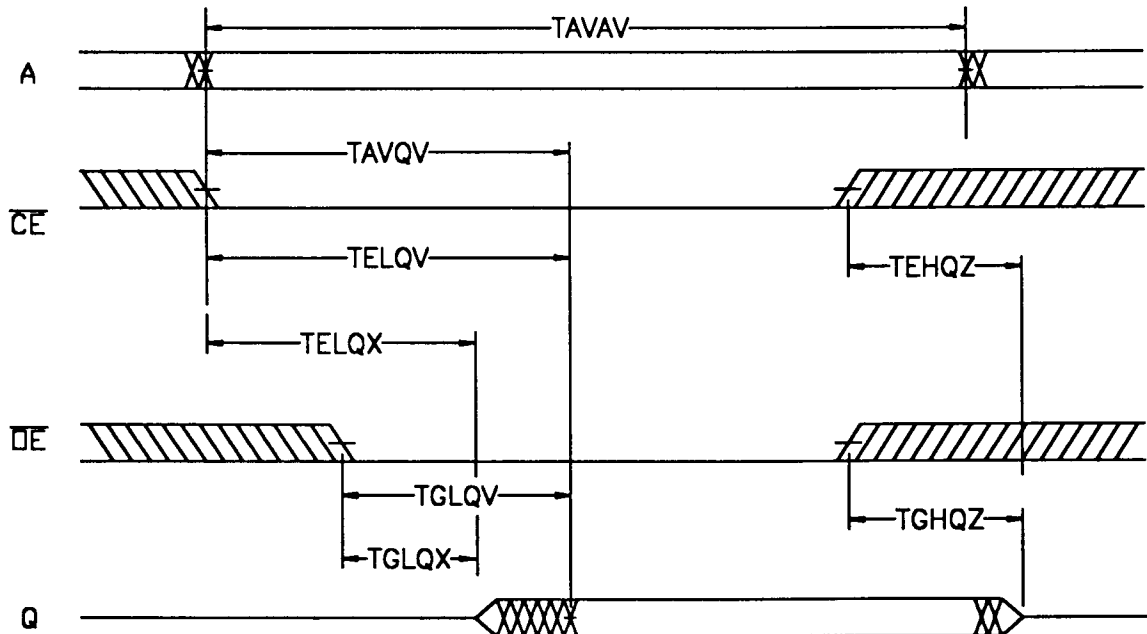 TAVAV
A
TAVQV
CE
TELQV
TEHQZ
TELQX
OE
TGLQV
TGHQZ
TGLQX
Q